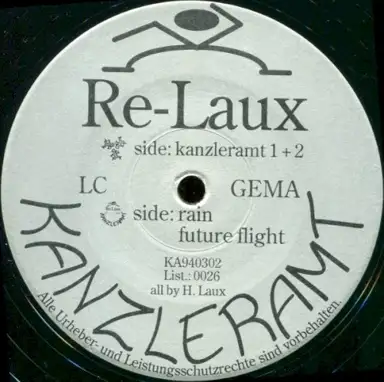 Re-Laux
side: kanzleramt 1 + 2
LC GEMA
side: rain
future flight
KA940302
List.: 0026
all by H. Laux
KANZLERAMT
Alle Urheber- und Leistungsschutzrechte sind vorbehalten.